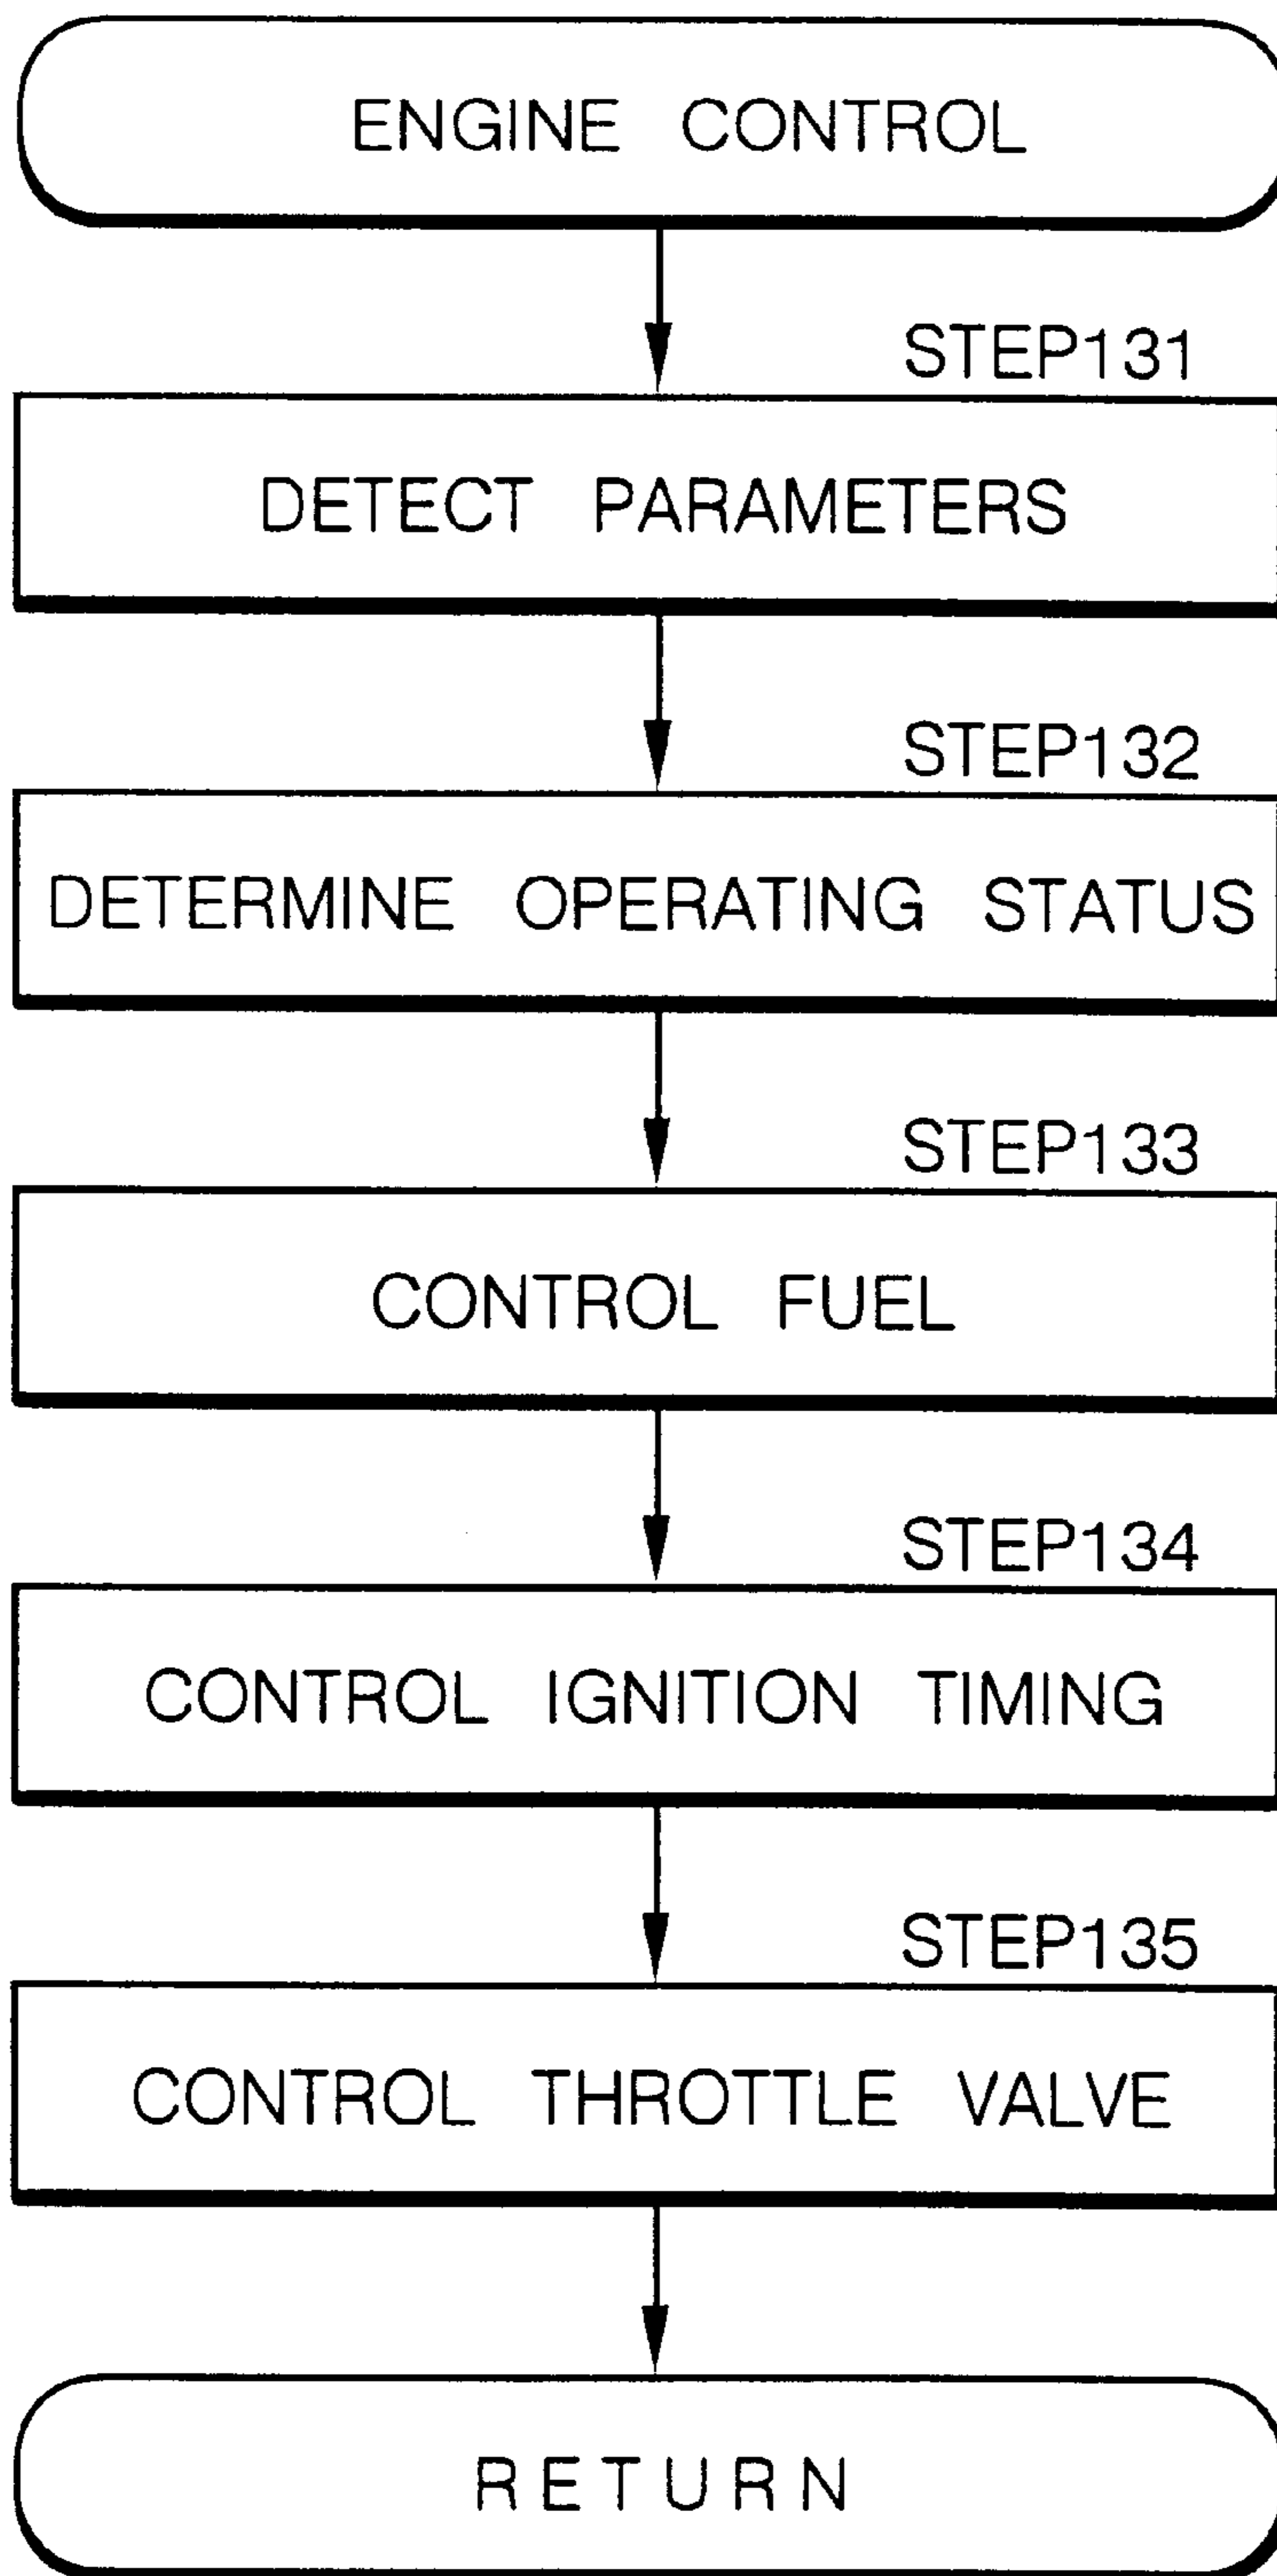 ENGINE CONTROL
STEP131
DETECT PARAMETERS
STEP132
DETERMINE OPERATING STATUS
STEP133
CONTROL FUEL
STEP134
CONTROL IGNITION TIMING
STEP135
CONTROL THROTTLE VALVE
RETURN